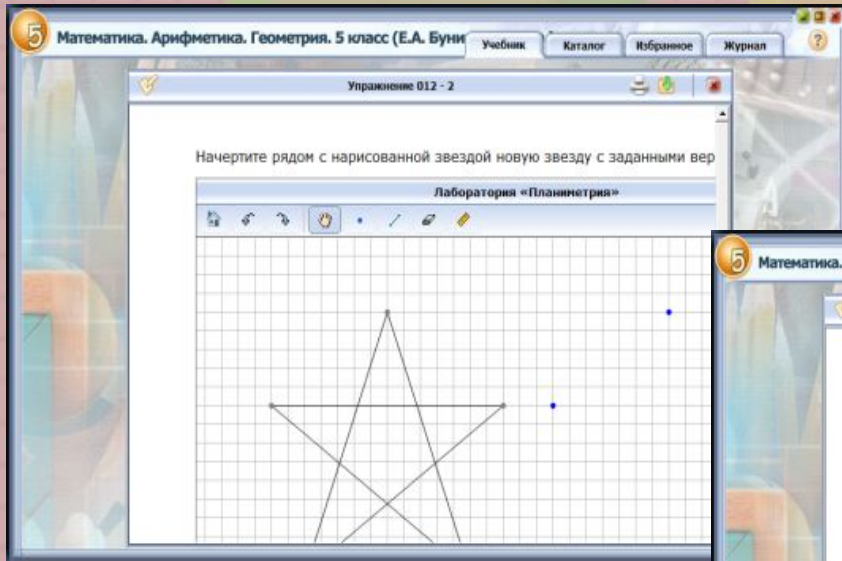 5
Математика. Арифметика. Геометрия. 5 класс (Е.А. Буни
Учебник
Каталог
Избранное
Журнал
?
Упражнение 012 - 2
Начертите рядом с нарисованной звездой новую звезду с заданными вер
Лаборатория «Планиметрия»
5
Математика.